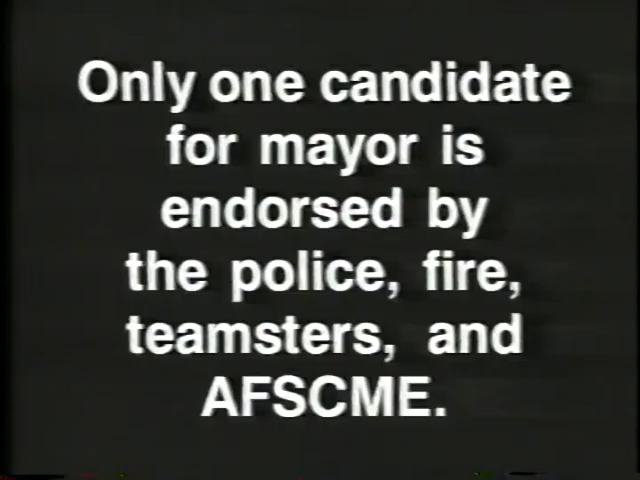 Only one candidate
for mayor is
endorsed by
the police, fire,
teamsters, and
AFSCME.